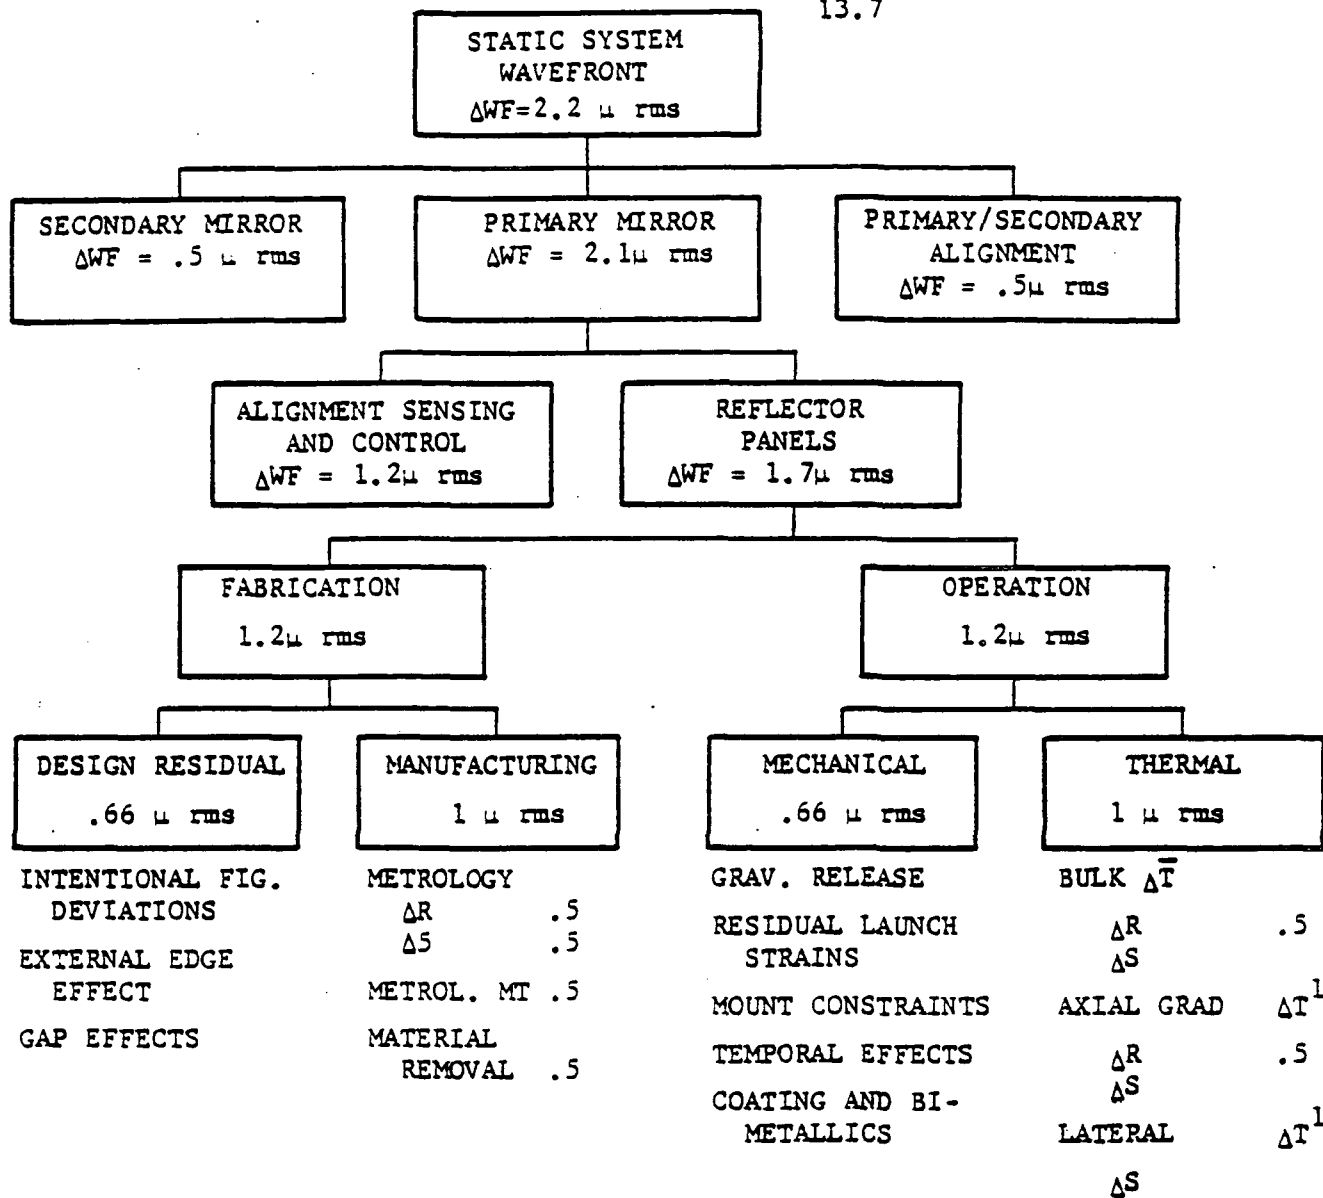 13.7
STATIC SYSTEM
WAVEFRONT
ΔWF=2.2 μ rms
SECONDARY MIRROR
ΔWF = .5 μ rms
PRIMARY MIRROR
ΔWF = 2.1μ rms
PRIMARY/SECONDARY
ALIGNMENT
ΔWF = .5μ rms
ALIGNMENT SENSING
AND CONTROL
ΔWF = 1.2μ rms
REFLECTOR
PANELS
ΔWF = 1.7μ rms
FABRICATION
1.2μ rms
OPERATION
1.2μ rms
DESIGN RESIDUAL
.66 μ rms
MANUFACTURING
1 μ rms
MECHANICAL
.66 μ rms
THERMAL
1 μ rms
INTENTIONAL FIG.
DEVIATIONS
EXTERNAL EDGE
EFFECT
GAP EFFECTS
METROLOGY
ΔR .5
ΔS .5
METROL. MT .5
MATERIAL
REMOVAL .5
GRAV. RELEASE
RESIDUAL LAUNCH
STRAINS
MOUNT CONSTRAINTS
TEMPORAL EFFECTS
COATING AND BI-
METALLICS
BULK ΔT̅
ΔR .5
ΔS
AXIAL GRAD ΔT¹
ΔR .5
ΔS
LATERAL ΔT¹
ΔS